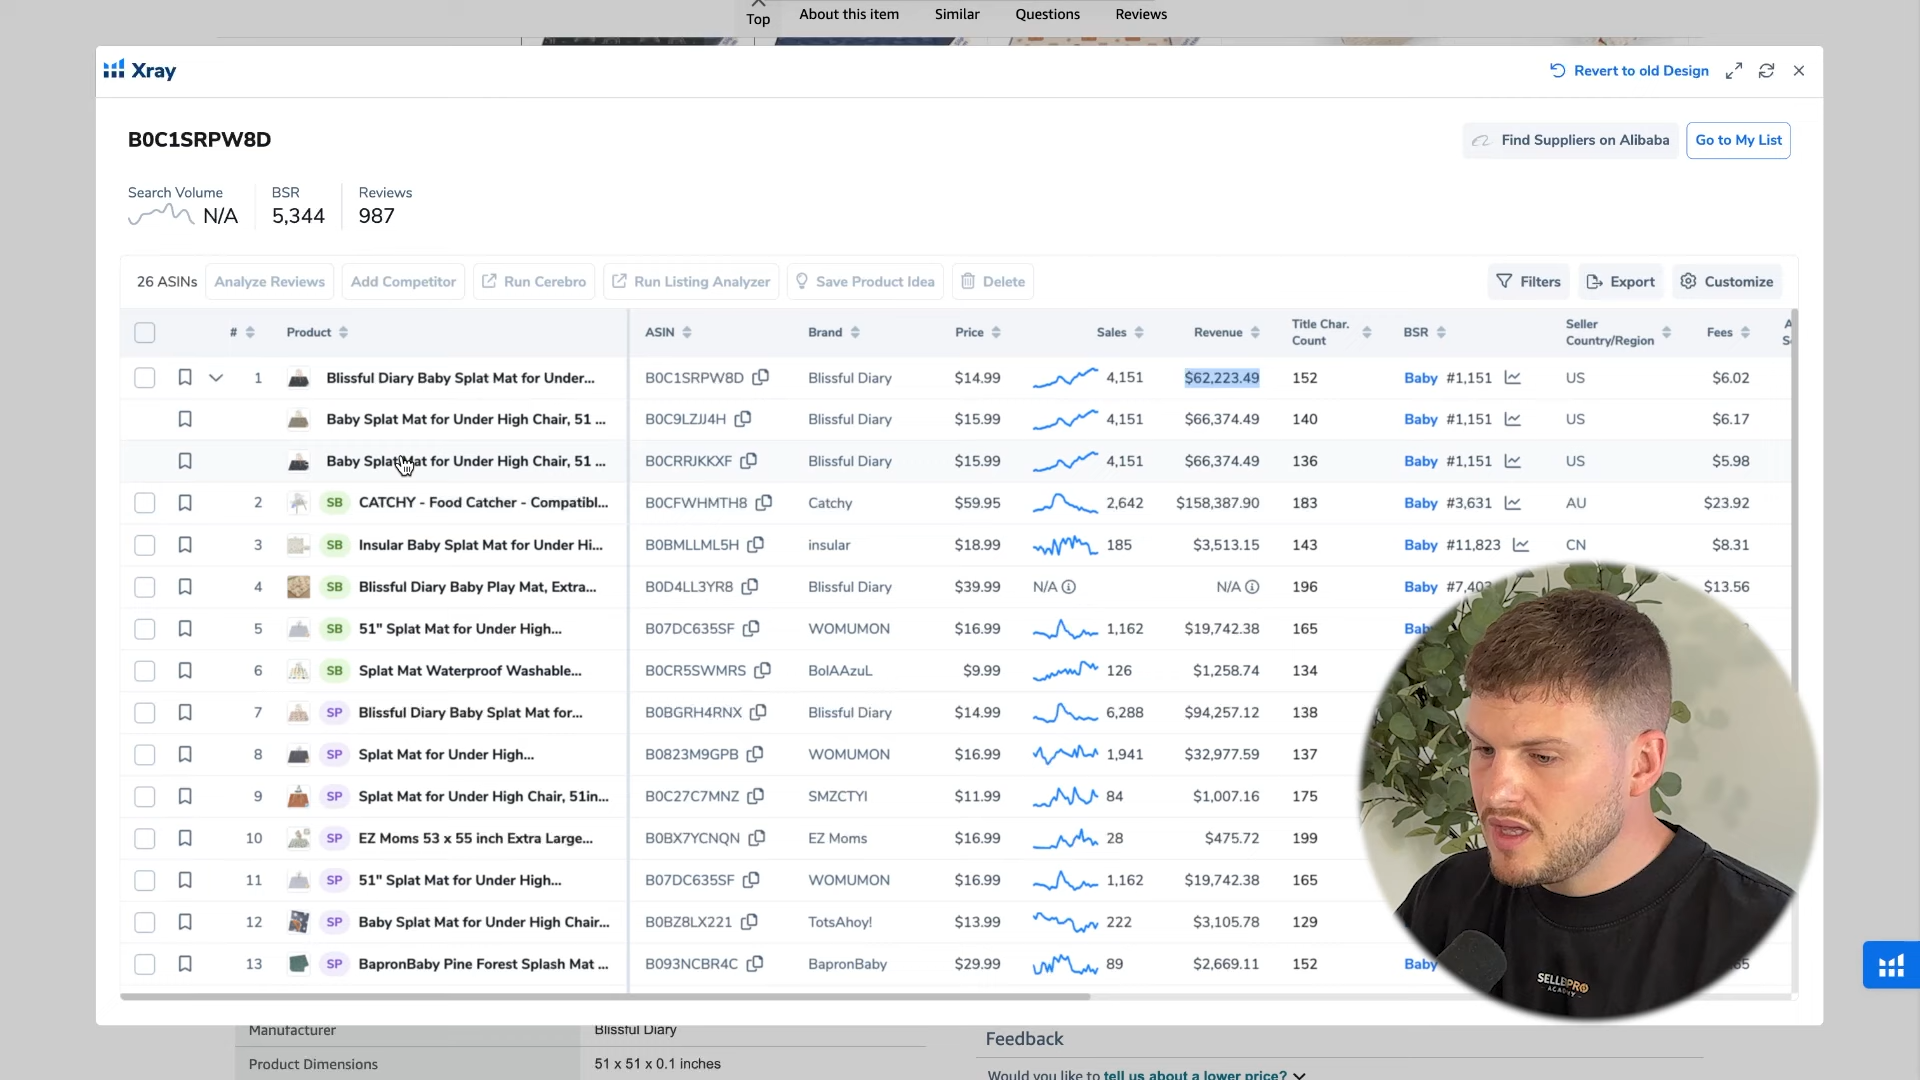 Top About this item Similar Questions Reviews
Xray
Revert to old Design
B0C1SRPW8D
Find Suppliers on Alibaba Go to My List
Search Volume BSR Reviews
N/A 5,344 987
26 ASINs Analyze Reviews Add Competitor Run Cerebro Run Listing Analyzer Save Product Idea Delete Filters Export Customize
# Product ASIN Brand Price Sales Revenue Title Char. Count BSR Seller Country/Region Fees
1 Blissful Diary Baby Splat Mat for Under... B0C1SRPW8D Blissful Diary $14.99 4,151 $62,223.49 152 Baby #1,151 US $6.02
Baby Splat Mat for Under High Chair, 51 ... B0C9LZJJ4H Blissful Diary $15.99 4,151 $66,374.49 140 Baby #1,151 US $6.17
Baby Splat Mat for Under High Chair, 51 ... B0CRRJKKXF Blissful Diary $15.99 4,151 $66,374.49 136 Baby #1,151 US $5.98
2 SB CATCHY - Food Catcher - Compatibl... B0CFWHMTH8 Catchy $59.95 2,642 $158,387.90 183 Baby #3,631 AU $23.92
3 SB Insular Baby Splat Mat for Under Hi... B0BMLLML5H insular $18.99 185 $3,513.15 143 Baby #11,823 CN $8.31
4 SB Blissful Diary Baby Play Mat, Extra... B0D4LL3YR8 Blissful Diary $39.99 N/A N/A 196 Baby $13.56
5 SB 51" Splat Mat for Under High... B07DC635SF WOMUMON $16.99 1,162 $19,742.38 165
6 SB Splat Mat Waterproof Washable... B0CR5SWMRS BolAAzuL $9.99 126 $1,258.74 134
7 SP Blissful Diary Baby Splat Mat for... B0BGRH4RNX Blissful Diary $14.99 6,288 $94,257.12 138
8 SP Splat Mat for Under High... B0823M9GPB WOMUMON $16.99 1,941 $32,977.59 137
9 SP Splat Mat for Under High Chair, 51in... B0C27C7MNZ SMZCTYI $11.99 84 $1,007.16 175
10 SP EZ Moms 53 x 55 inch Extra Large... B0BX7YCNQN EZ Moms $16.99 28 $475.72 199
11 SP 51" Splat Mat for Under High... B07DC635SF WOMUMON $16.99 1,162 $19,742.38 165
12 SP Baby Splat Mat for Under High Chair... B0BZ8LX221 TotsAhoy! $13.99 222 $3,105.78 129
13 SP BapronBaby Pine Forest Splash Mat ... B093NCBR4C BapronBaby $29.99 89 $2,669.11 152 Baby
SELLERPRO
ACADEMY
Manufacturer Blissful Diary
Product Dimensions 51 x 51 x 0.1 inches
Feedback
Would you like to tell us about a lower price?